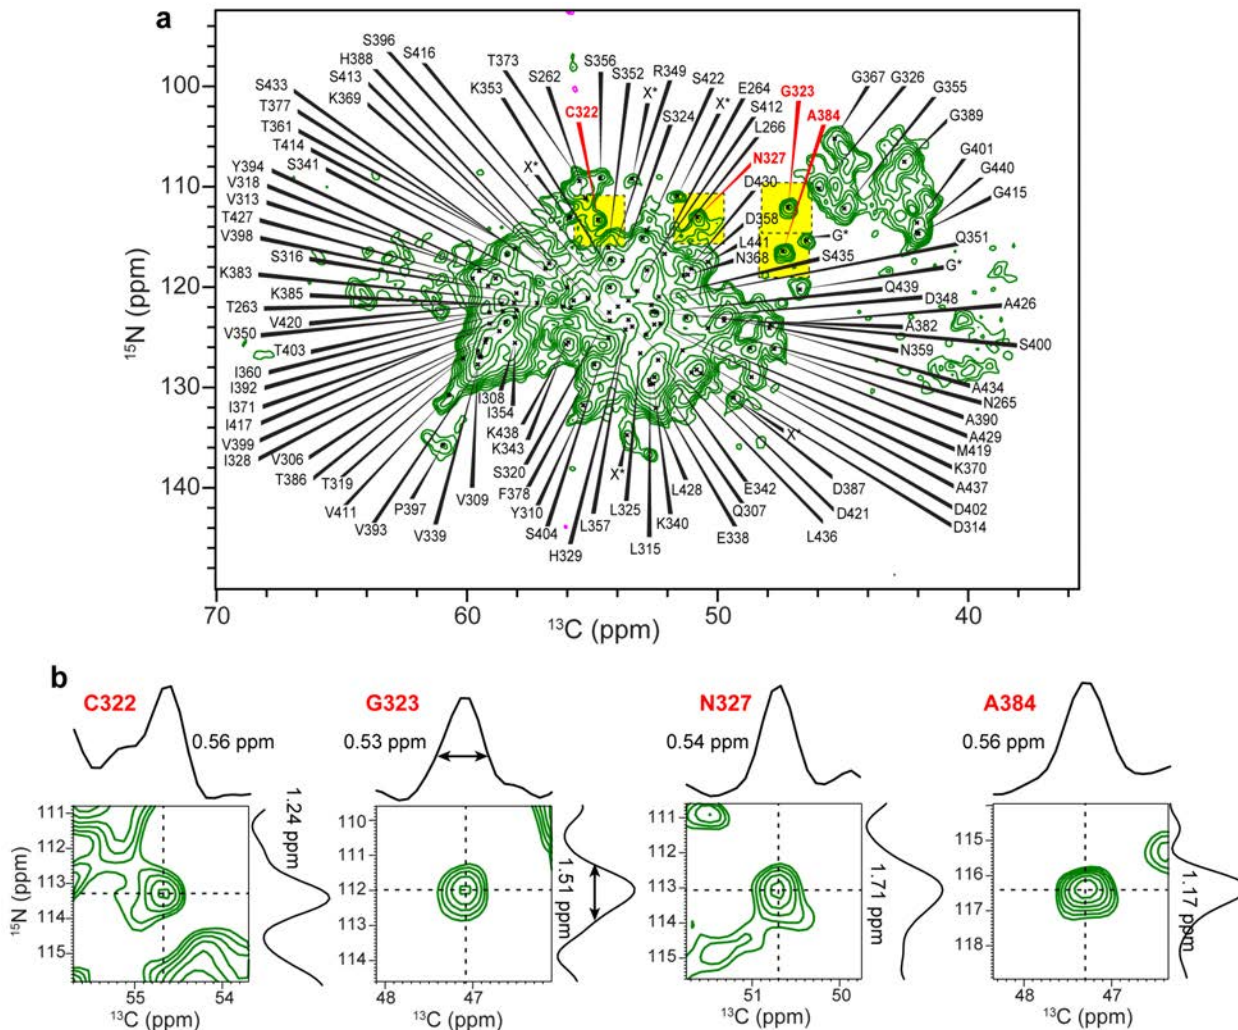 a
S396
H388
S413
K369
S416
S433
T377
T361
T414
S341
Y394
V318
V313
T427
V398
S316
K383
K385
T263
V420
V350
T403
I360
I392
I371
I417
V399
I328
V306
T386
T319
V411
V393
P397
V339
V309
I308
I354
K438
K343
S320
F378
Y310
S404
H329
L357
X*
L325
L315
K340
L428
E338
Q307
E342
X*
D387
D421
L436
T373
S262
K353
C322
X*
S356
S352
X*
R349
S324
S422
X*
E264
S412
L266
N327
G323
A384
D430
D358
L441
N368
G*
S435
G367
G326
G355
G389
G401
G440
G415
Q351
G*
Q439
D348
A426
A382
N359
S400
A434
N265
A390
A429
M419
K370
A437
D402
D314
100
110
120
130
140
15N (ppm)
70
60
50
40
13C (ppm)
b
C322
0.56 ppm
1.24 ppm
111
112
113
114
115
15N (ppm)
55
54
13C (ppm)
G323
0.53 ppm
1.51 ppm
110
111
112
113
114
48
47
13C (ppm)
N327
0.54 ppm
1.71 ppm
111
112
113
114
115
51
50
13C (ppm)
A384
0.56 ppm
1.17 ppm
115
116
117
118
48
47
13C (ppm)